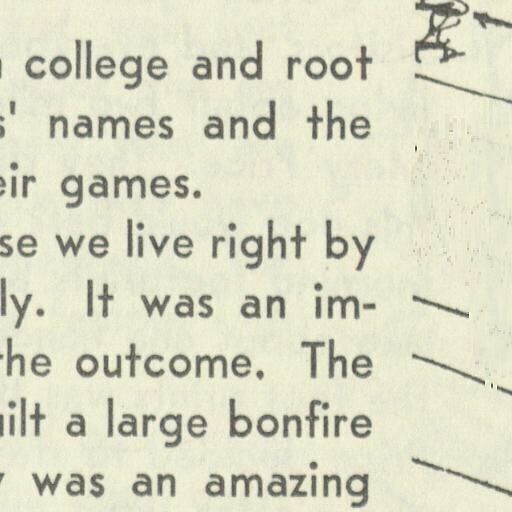 college and root
s' names and the
eir games.
se we live right by
ly. It was an im-
the outcome. The
uilt a large bonfire
was an amazing